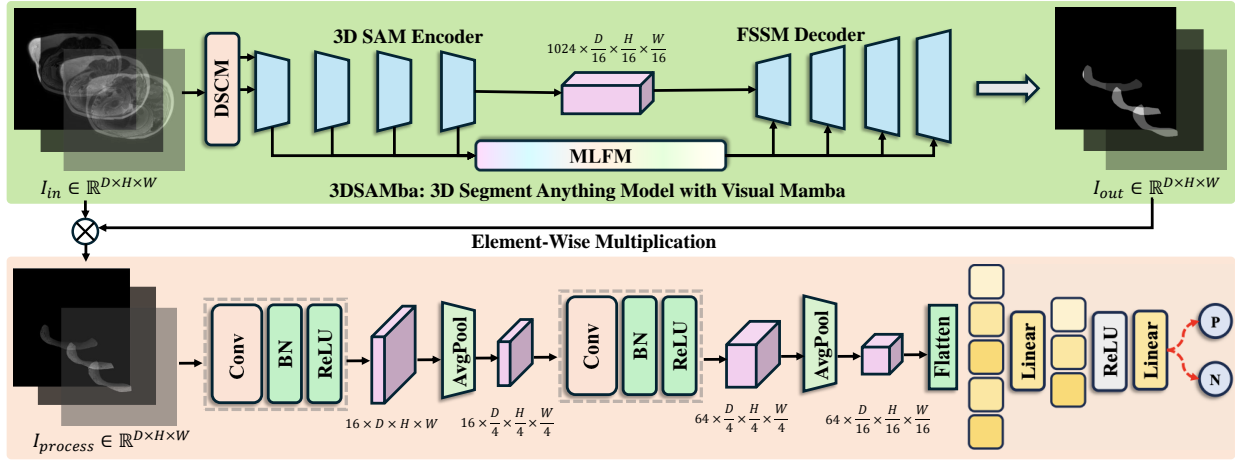 3D SAM Encoder
1024 × D/16 × H/16 × W/16
FSSM Decoder
DSCM
MLFM
I_in ∈ ℝ^{D×H×W}
3DSAMba: 3D Segment Anything Model with Visual Mamba
I_out ∈ ℝ^{D×H×W}
Element-Wise Multiplication
Conv
BN
ReLU
AvgPool
Conv
BN
ReLU
AvgPool
Flatten
Linear
ReLU
Linear
P
N
16 × D × H × W
16 × D/4 × H/4 × W/4
64 × D/4 × H/4 × W/4
64 × D/16 × H/16 × W/16
I_process ∈ ℝ^{D×H×W}